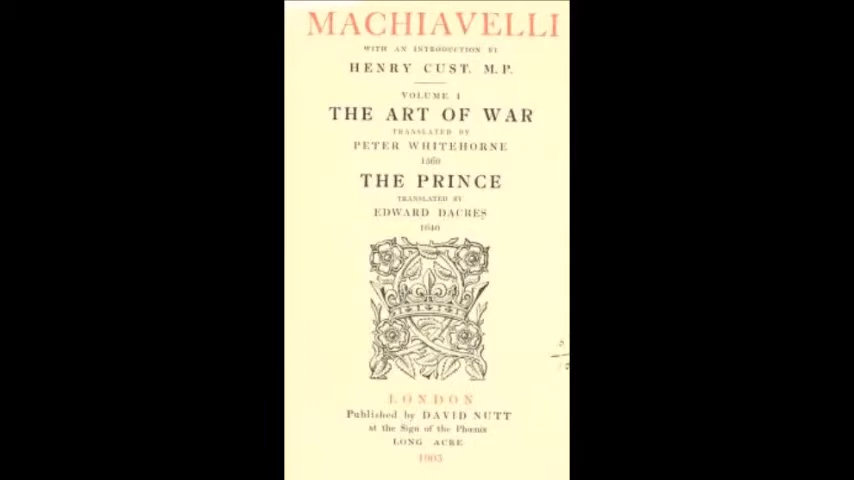 MACHIAVELLI
WITH AN INTRODUCTION BY
HENRY CUST. M.P.
VOLUME I
THE ART OF WAR
TRANSLATED BY
PETER WHITEHORNE
1560
THE PRINCE
TRANSLATED BY
EDWARD DACRES
1640
LONDON
Published by DAVID NUTT
at the Sign of the Phœnix
LONG ACRE
1905